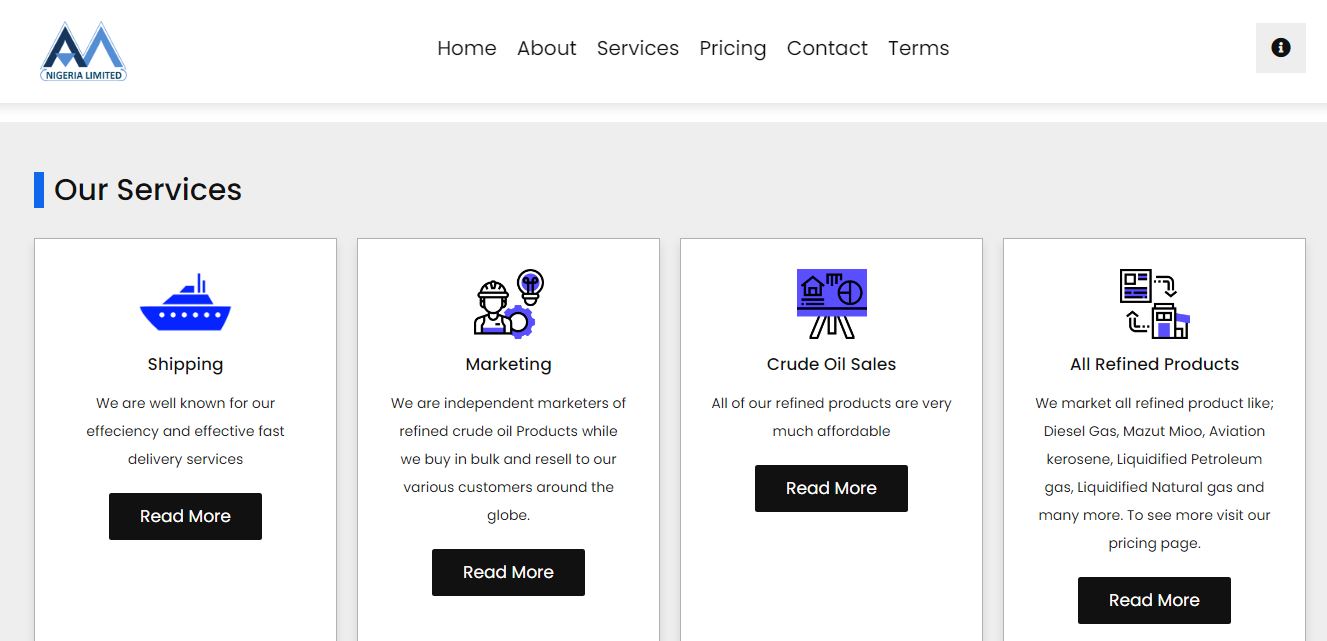 NIGERIA LIMITED
Home About Services Pricing Contact Terms
Our Services
Shipping
We are well known for our
effeciency and effective fast
delivery services
Read More
Marketing
We are independent marketers of
refined crude oil Products while
we buy in bulk and resell to our
various customers around the
globe.
Read More
Crude Oil Sales
All of our refined products are very
much affordable
Read More
All Refined Products
We market all refined product like;
Diesel Gas, Mazut Mioo, Aviation
kerosene, Liquidified Petroleum
gas, Liquidified Natural gas and
many more. To see more visit our
pricing page.
Read More